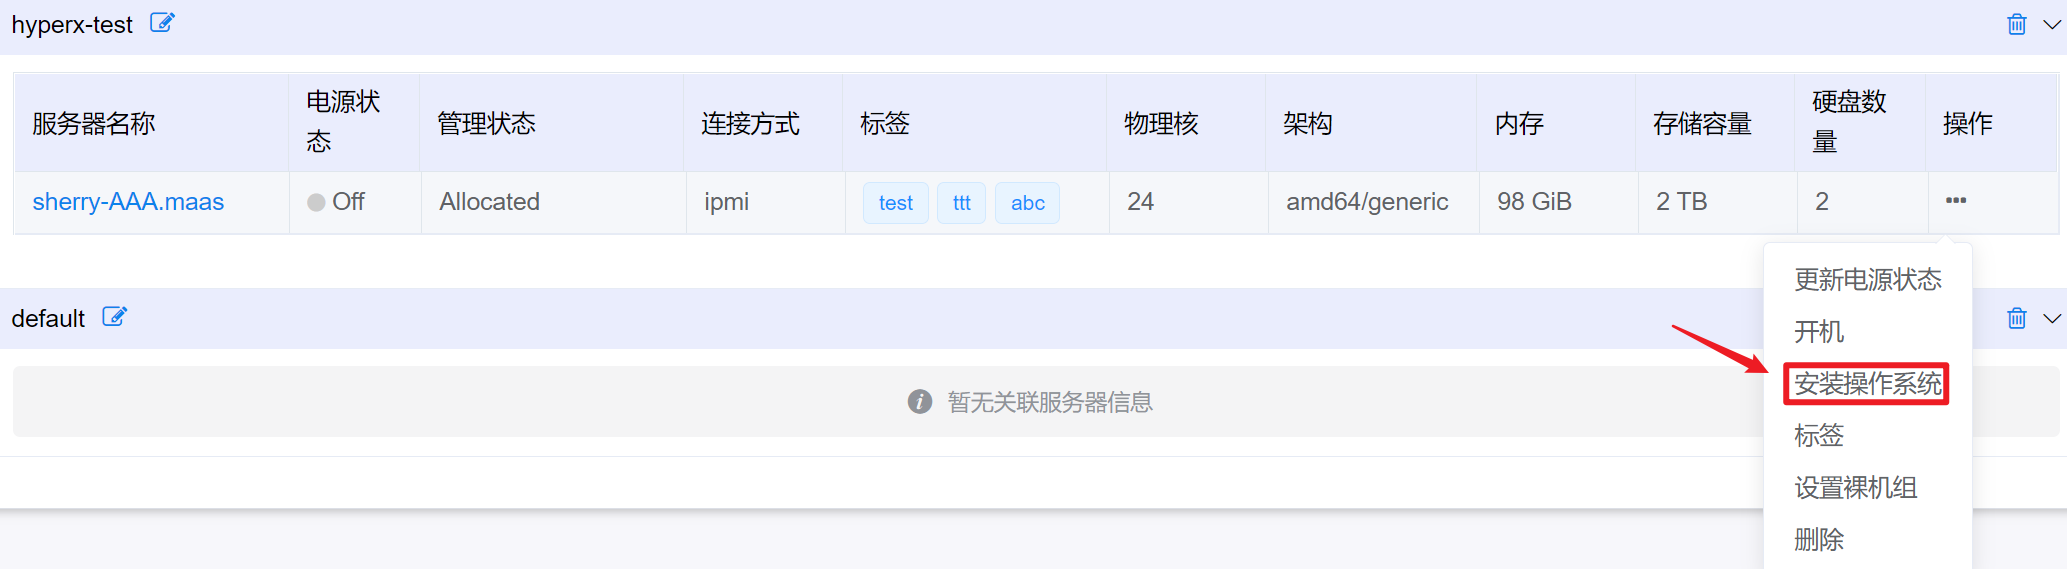 hyperx-test
服务器名称 电源状态 管理状态 连接方式 标签 物理核 架构 内存 存储容量 硬盘数量 操作
sherry-AAA.maas Off Allocated ipmi test ttt abc 24 amd64/generic 98 GiB 2 TB 2 •••
更新电源状态
default
开机
安装操作系统
暂无关联服务器信息
标签
设置裸机组
删除